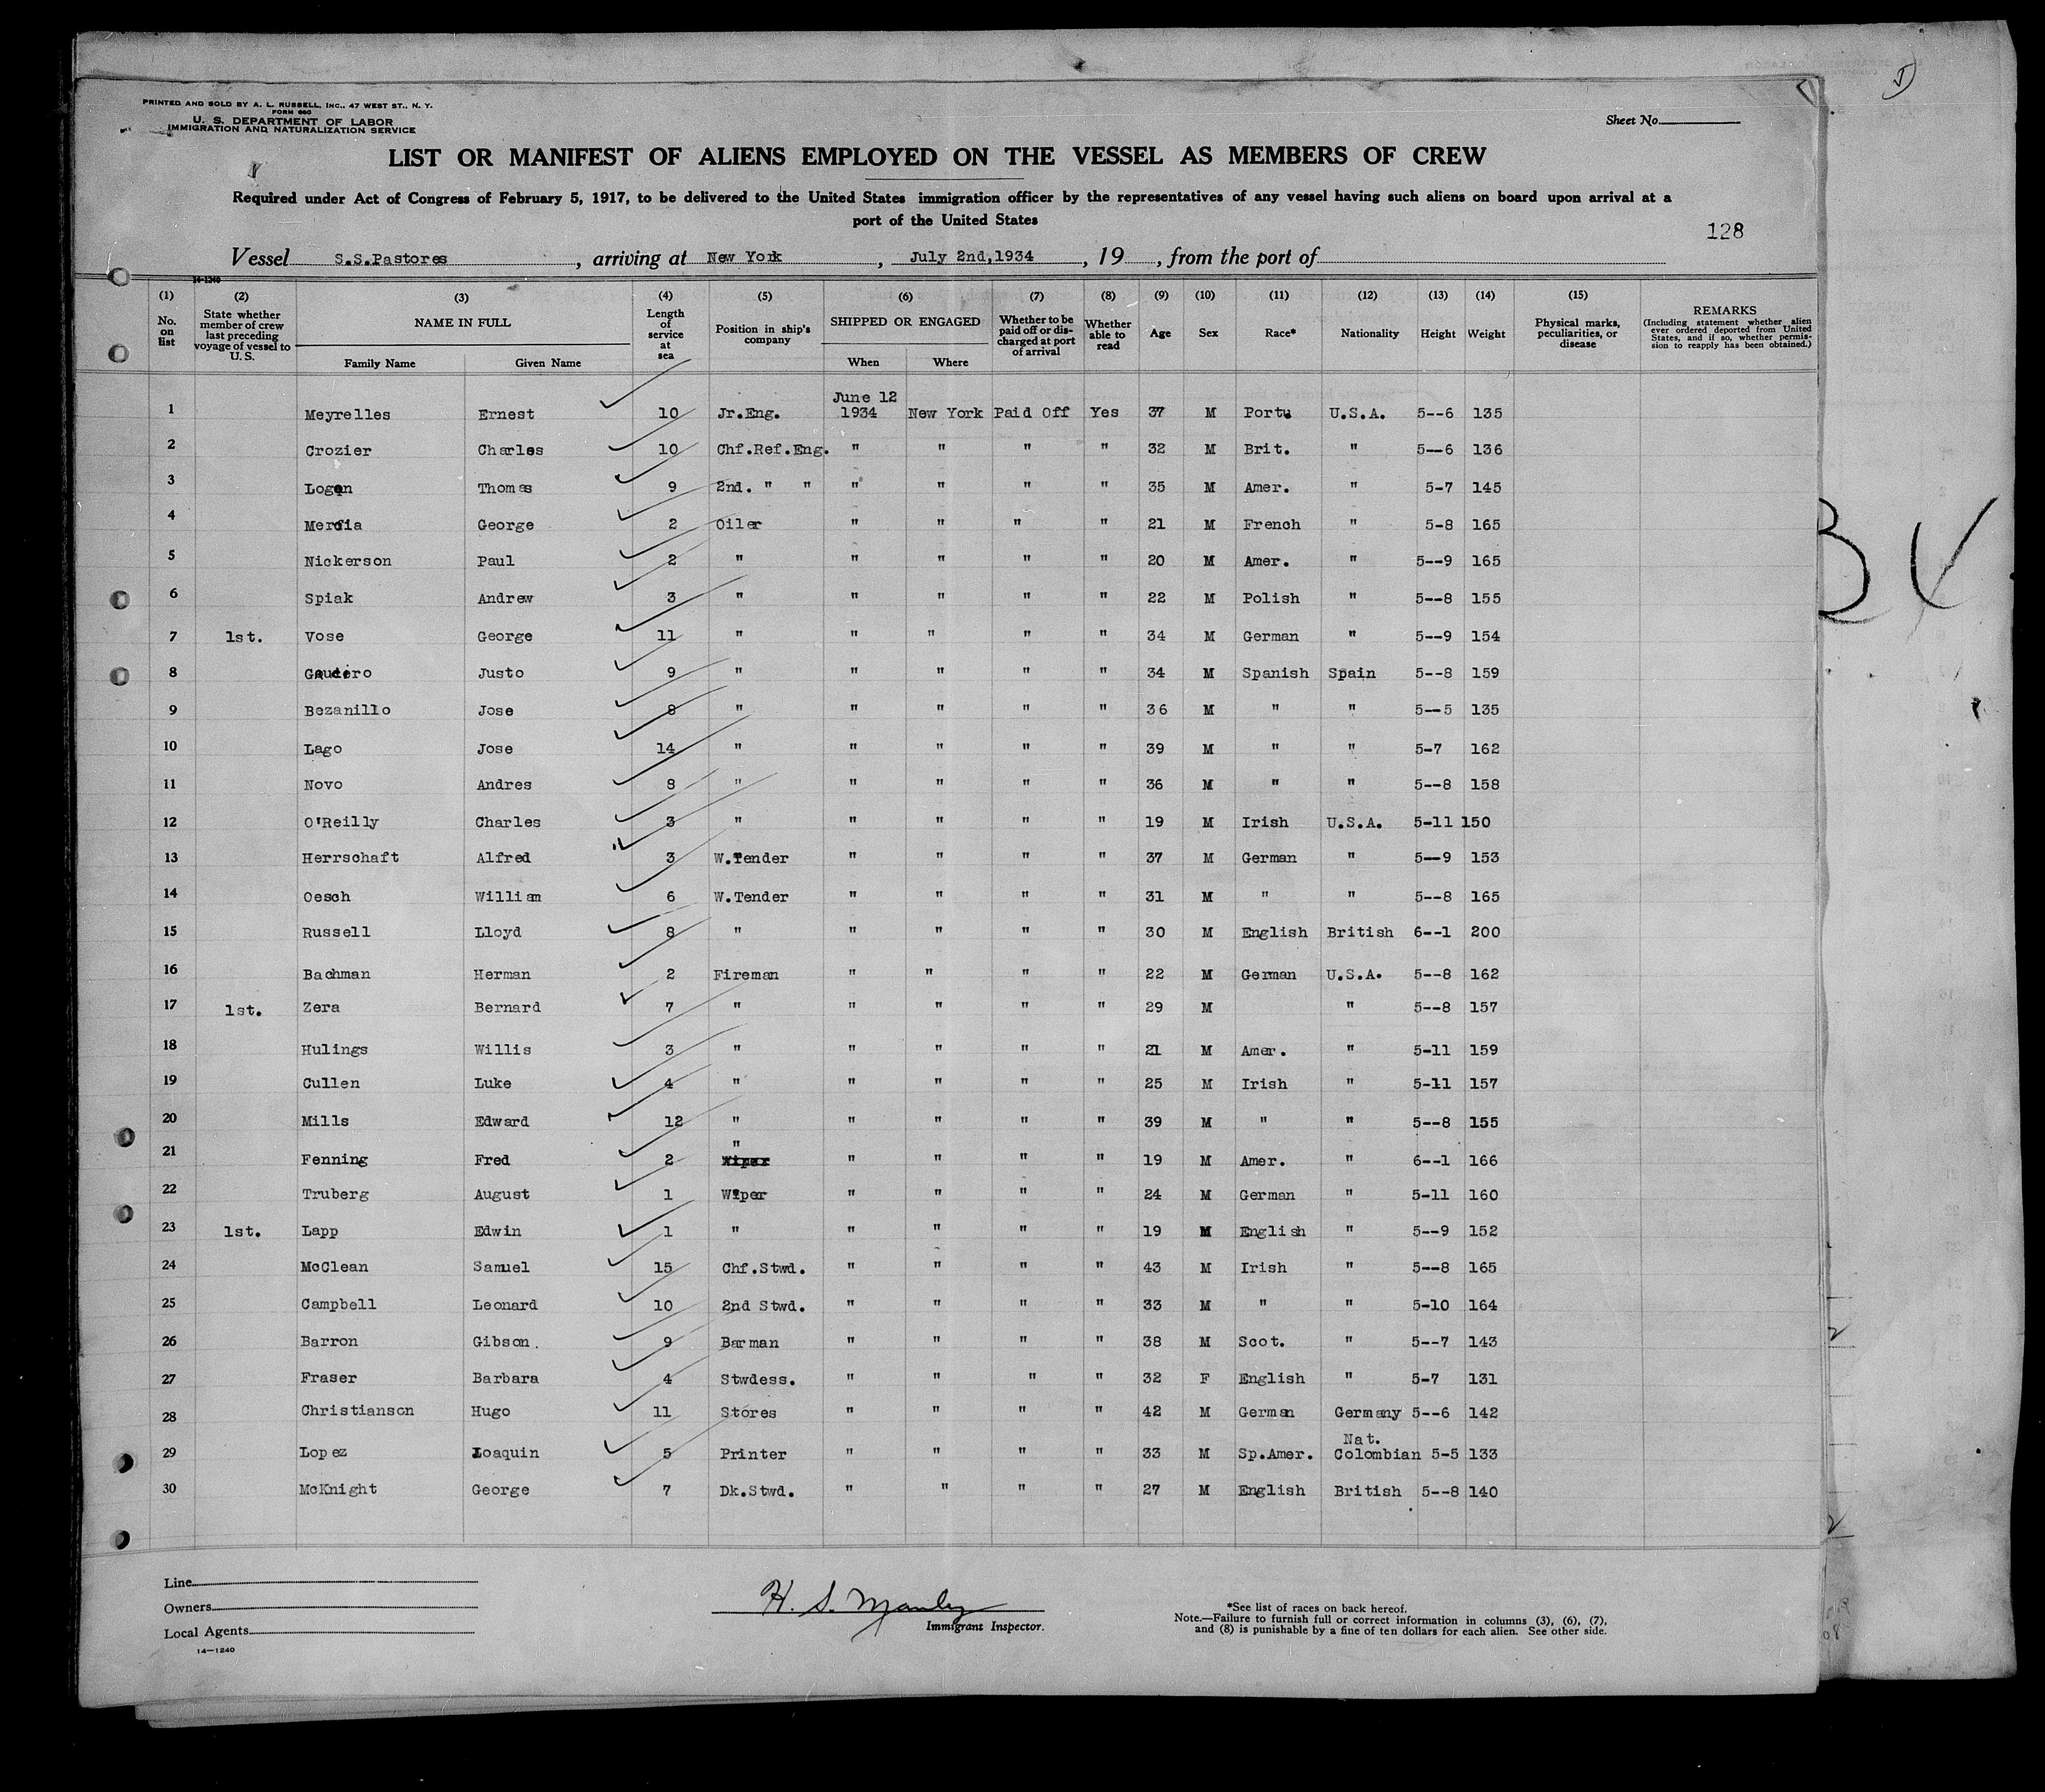 PRINTED AND SOLD BY A. L. RUSSELL, INC., 47 WEST ST., N. Y.
FORM 660
U. S. DEPARTMENT OF LABOR
IMMIGRATION AND NATURALIZATION SERVICE
Sheet No.
LIST OR MANIFEST OF ALIENS EMPLOYED ON THE VESSEL AS MEMBERS OF CREW
Required under Act of Congress of February 5, 1917, to be delivered to the United States immigration officer by the representatives of any vessel having such aliens on board upon arrival at a
port of the United States
128
Vessel S.S.Pastores, arriving at New York, July 2nd,1934, 19, from the port of
14-1240
(1) No. on list (2) State whether member of crew last preceding voyage of vessel to U. S. (3) NAME IN FULL Family Name Given Name (4) Length of service at sea (5) Position in ship's company (6) SHIPPED OR ENGAGED When Where (7) Whether to be paid off or discharged at port of arrival (8) Whether able to read (9) Age (10) Sex (11) Race* (12) Nationality (13) Height (14) Weight (15) Physical marks, peculiarities, or disease REMARKS (Including statement whether alien ever ordered deported from United States, and if so, whether permission to reapply has been obtained.)
1 Meyrelles Ernest 10 Jr.Eng. June 12 1934 New York Paid Off Yes 37 M Portu U.S.A. 5--6 135
2 Crozier Charles 10 Chf.Ref.Eng. " " " " 32 M Brit. " 5--6 136
3 Logan Thomas 9 2nd. " " " " " " 35 M Amer. " 5-7 145
4 George 2 Oiler " " " " 21 M French " 5-8 165
5 Nickerson Paul 2 " " " " " 20 M Amer. " 5--9 165
6 Spiak Andrew 3 " " " " " 22 M Polish " 5--8 155
7 1st. Vose George 11 " " " " " 34 M German " 5--9 154
8 Justo 9 " " " " " 34 M Spanish Spain 5--8 159
9 Bezanillo Jose 8 " " " " " 36 M " " 5--5 135
10 Lago Jose 14 " " " " " 39 M " " 5-7 162
11 Novo Andres 8 " " " " " 36 M " " 5--8 158
12 O'Reilly Charles 3 " " " " " 19 M Irish U.S.A. 5-11 150
13 Herrschaft Alfred 3 W.Tender " " " " 37 M German " 5--9 153
14 Oesch William 6 W.Tender " " " " 31 M " " 5--8 165
15 Russell Lloyd 8 " " " " " 30 M English British 6--1 200
16 Bachman Herman 2 Fireman " " " " 22 M German U.S.A. 5--8 162
17 1st. Zera Bernard 7 " " " " " 29 M " 5--8 157
18 Hulings Willis 3 " " " " " 21 M Amer. " 5-11 159
19 Cullen Luke 4 " " " " " 25 M Irish " 5-11 157
20 Mills Edward 12 " " " " " 39 M " " 5--8 155
21 Fenning Fred 2 " Wiper " " " " 19 M Amer. " 6--1 166
22 Truberg August 1 Wiper " " " " 24 M German " 5-11 160
23 1st. Lapp Edwin 1 " " " " " 19 M English " 5--9 152
24 McClean Samuel 15 Chf.Stwd. " " " " 43 M Irish " 5--8 165
25 Campbell Leonard 10 2nd Stwd. " " " " 33 M " " 5-10 164
26 Barron Gibson. 9 Barman " " " " 38 M Scot. " 5--7 143
27 Fraser Barbara 4 Stwdess. " " " " 32 F English " 5-7 131
28 Christianson Hugo 11 Stores " " " " 42 M German Germany 5--6 142
29 Lopez Joaquin 5 Printer " " " " 33 M Sp.Amer. Nat. Colombian 5-5 133
30 McKnight George 7 Dk.Stwd. " " " " 27 M English British 5--8 140
Line
Owners
Local Agents
14—1240
H. S. Manley
Immigrant Inspector.
*See list of races on back hereof.
Note.—Failure to furnish full or correct information in columns (3), (6), (7),
and (8) is punishable by a fine of ten dollars for each alien. See other side.